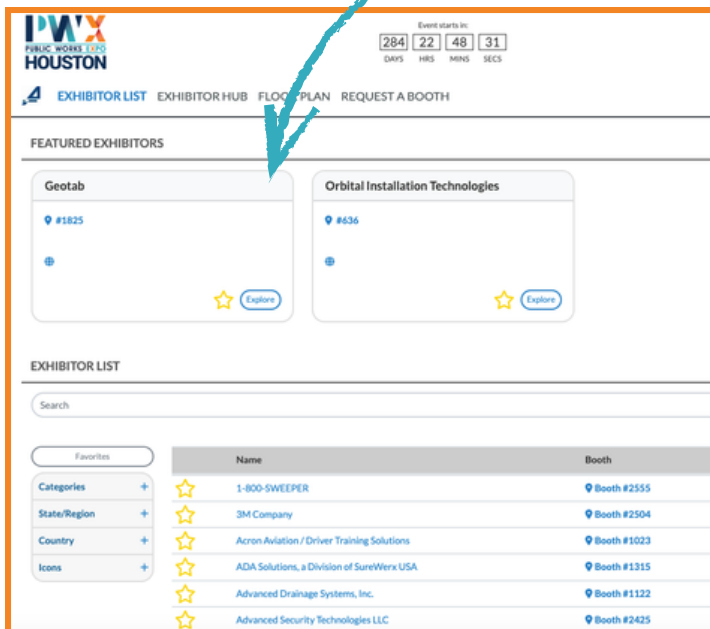 PWX
PUBLIC WORKS EXPO
HOUSTON
Event starts in:
284 22 48 31
DAYS HRS MINS SECS
EXHIBITOR LIST EXHIBITOR HUB FLOOR PLAN REQUEST A BOOTH
FEATURED EXHIBITORS
Geotab
#1825
Explore
Orbital Installation Technologies
#636
Explore
EXHIBITOR LIST
Search
Favorites
Categories +
State/Region +
Country +
Icons +
Name Booth
1-800-SWEEPER Booth #2555
3M Company Booth #2504
Acron Aviation / Driver Training Solutions Booth #1023
ADA Solutions, a Division of SureWerx USA Booth #1315
Advanced Drainage Systems, Inc. Booth #1122
Advanced Security Technologies LLC Booth #2425